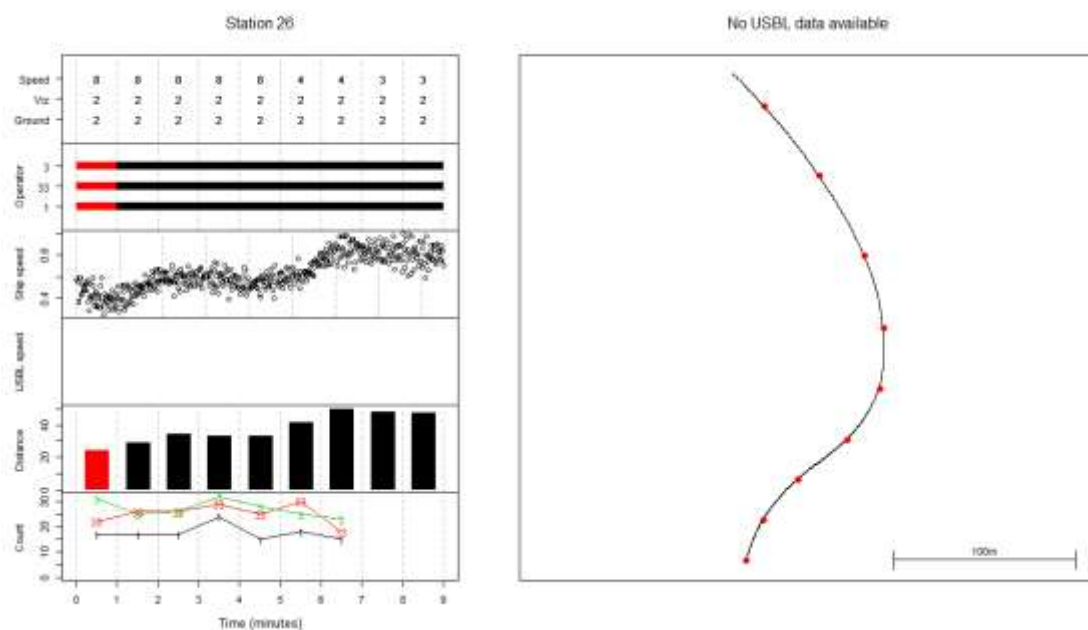 Station 26
Speed 8 8 8 8 8 4 4 3 3
Viz 2 2 2 2 2 2 2 2 2
Ground 2 2 2 2 2 2 2 2 2
Operator
Ship speed
0.6
0.4
USBL speed
Distance
40
20
0
Count
30
20
10
0
0 1 2 3 4 5 6 7 8 9
Time (minutes)
No USBL data available
100m